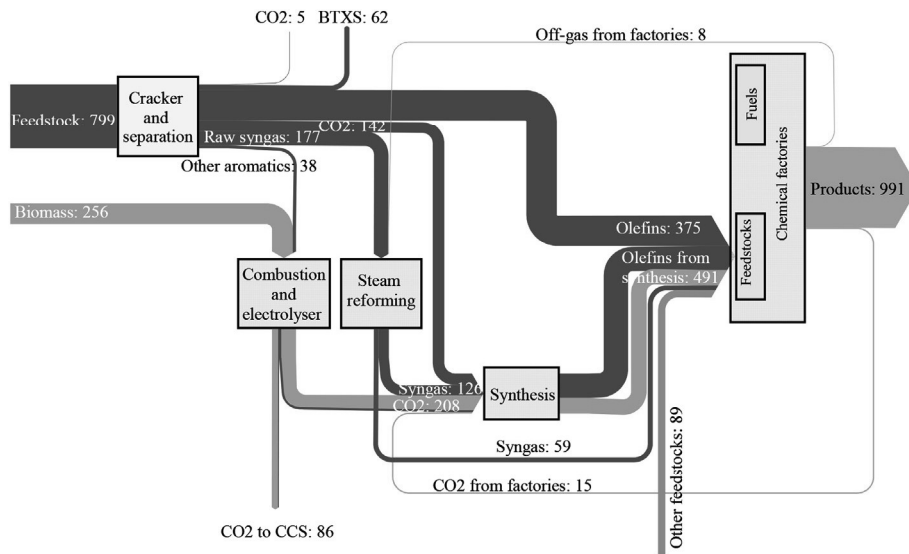 CO2: 5
BTXS: 62
Off-gas from factories: 8
Cracker
and
separation
Feedstock: 799
CO2: 142
Raw syngas: 177
Other aromatics: 38
Fuels
Chemical factories
Products: 991
Biomass: 256
Olefins: 375
Feedstocks
Olefins from
synthesis: 491
Combustion
and
electrolyser
Steam
reforming
Syngas: 126
CO2: 208
Synthesis
Syngas: 59
Other feedstocks: 89
CO2 from factories: 15
CO2 to CCS: 86